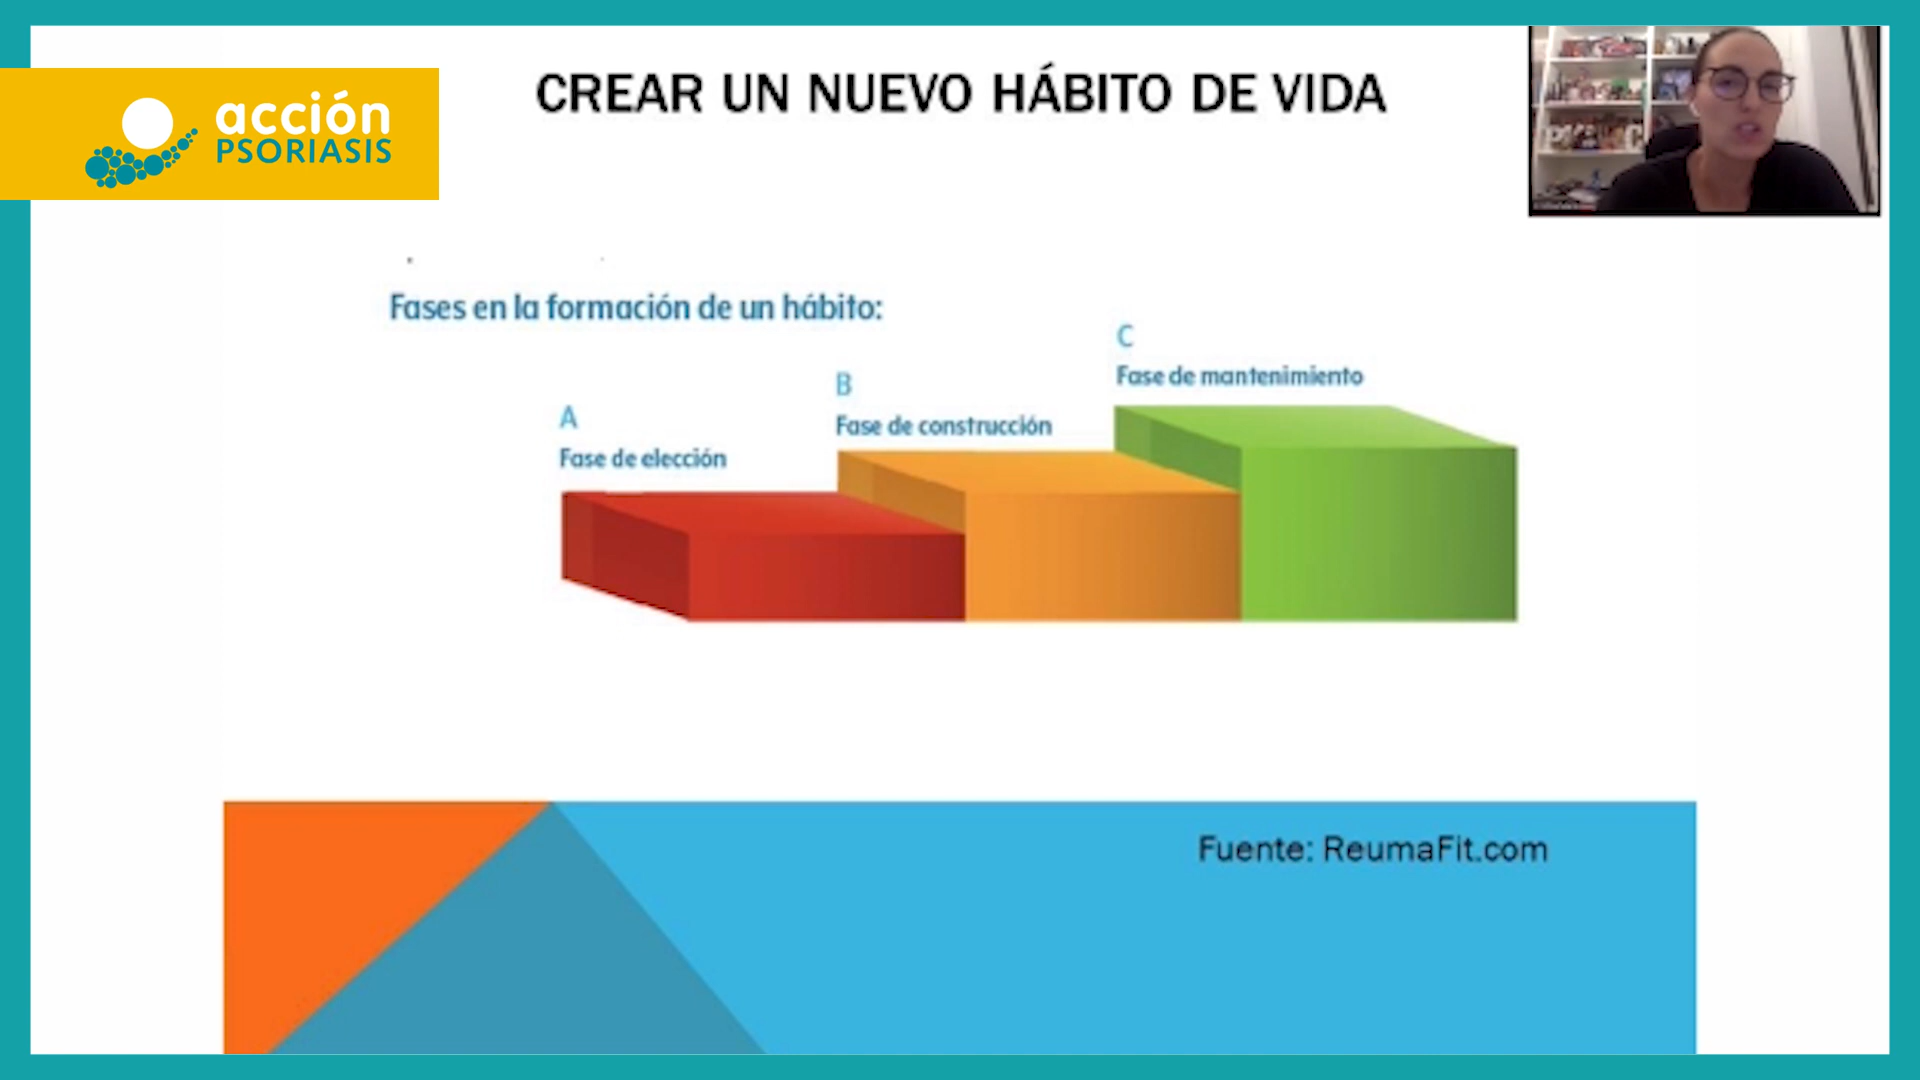 acción
PSORIASIS
CREAR UN NUEVO HÁBITO DE VIDA
Fases en la formación de un hábito:
A
Fase de elección
B
Fase de construcción
C
Fase de mantenimiento
Fuente: ReumaFit.com